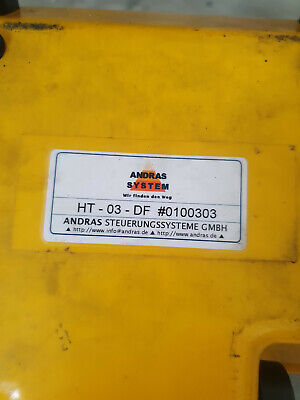 ANDRAS
SYSTEM
Wir finden den Weg
HT - 03 - DF #0100303
ANDRAS STEUERUNGSSYSTEME GMBH
▲ http://www.info@andras.de ▲ http://www.andras.de ▲